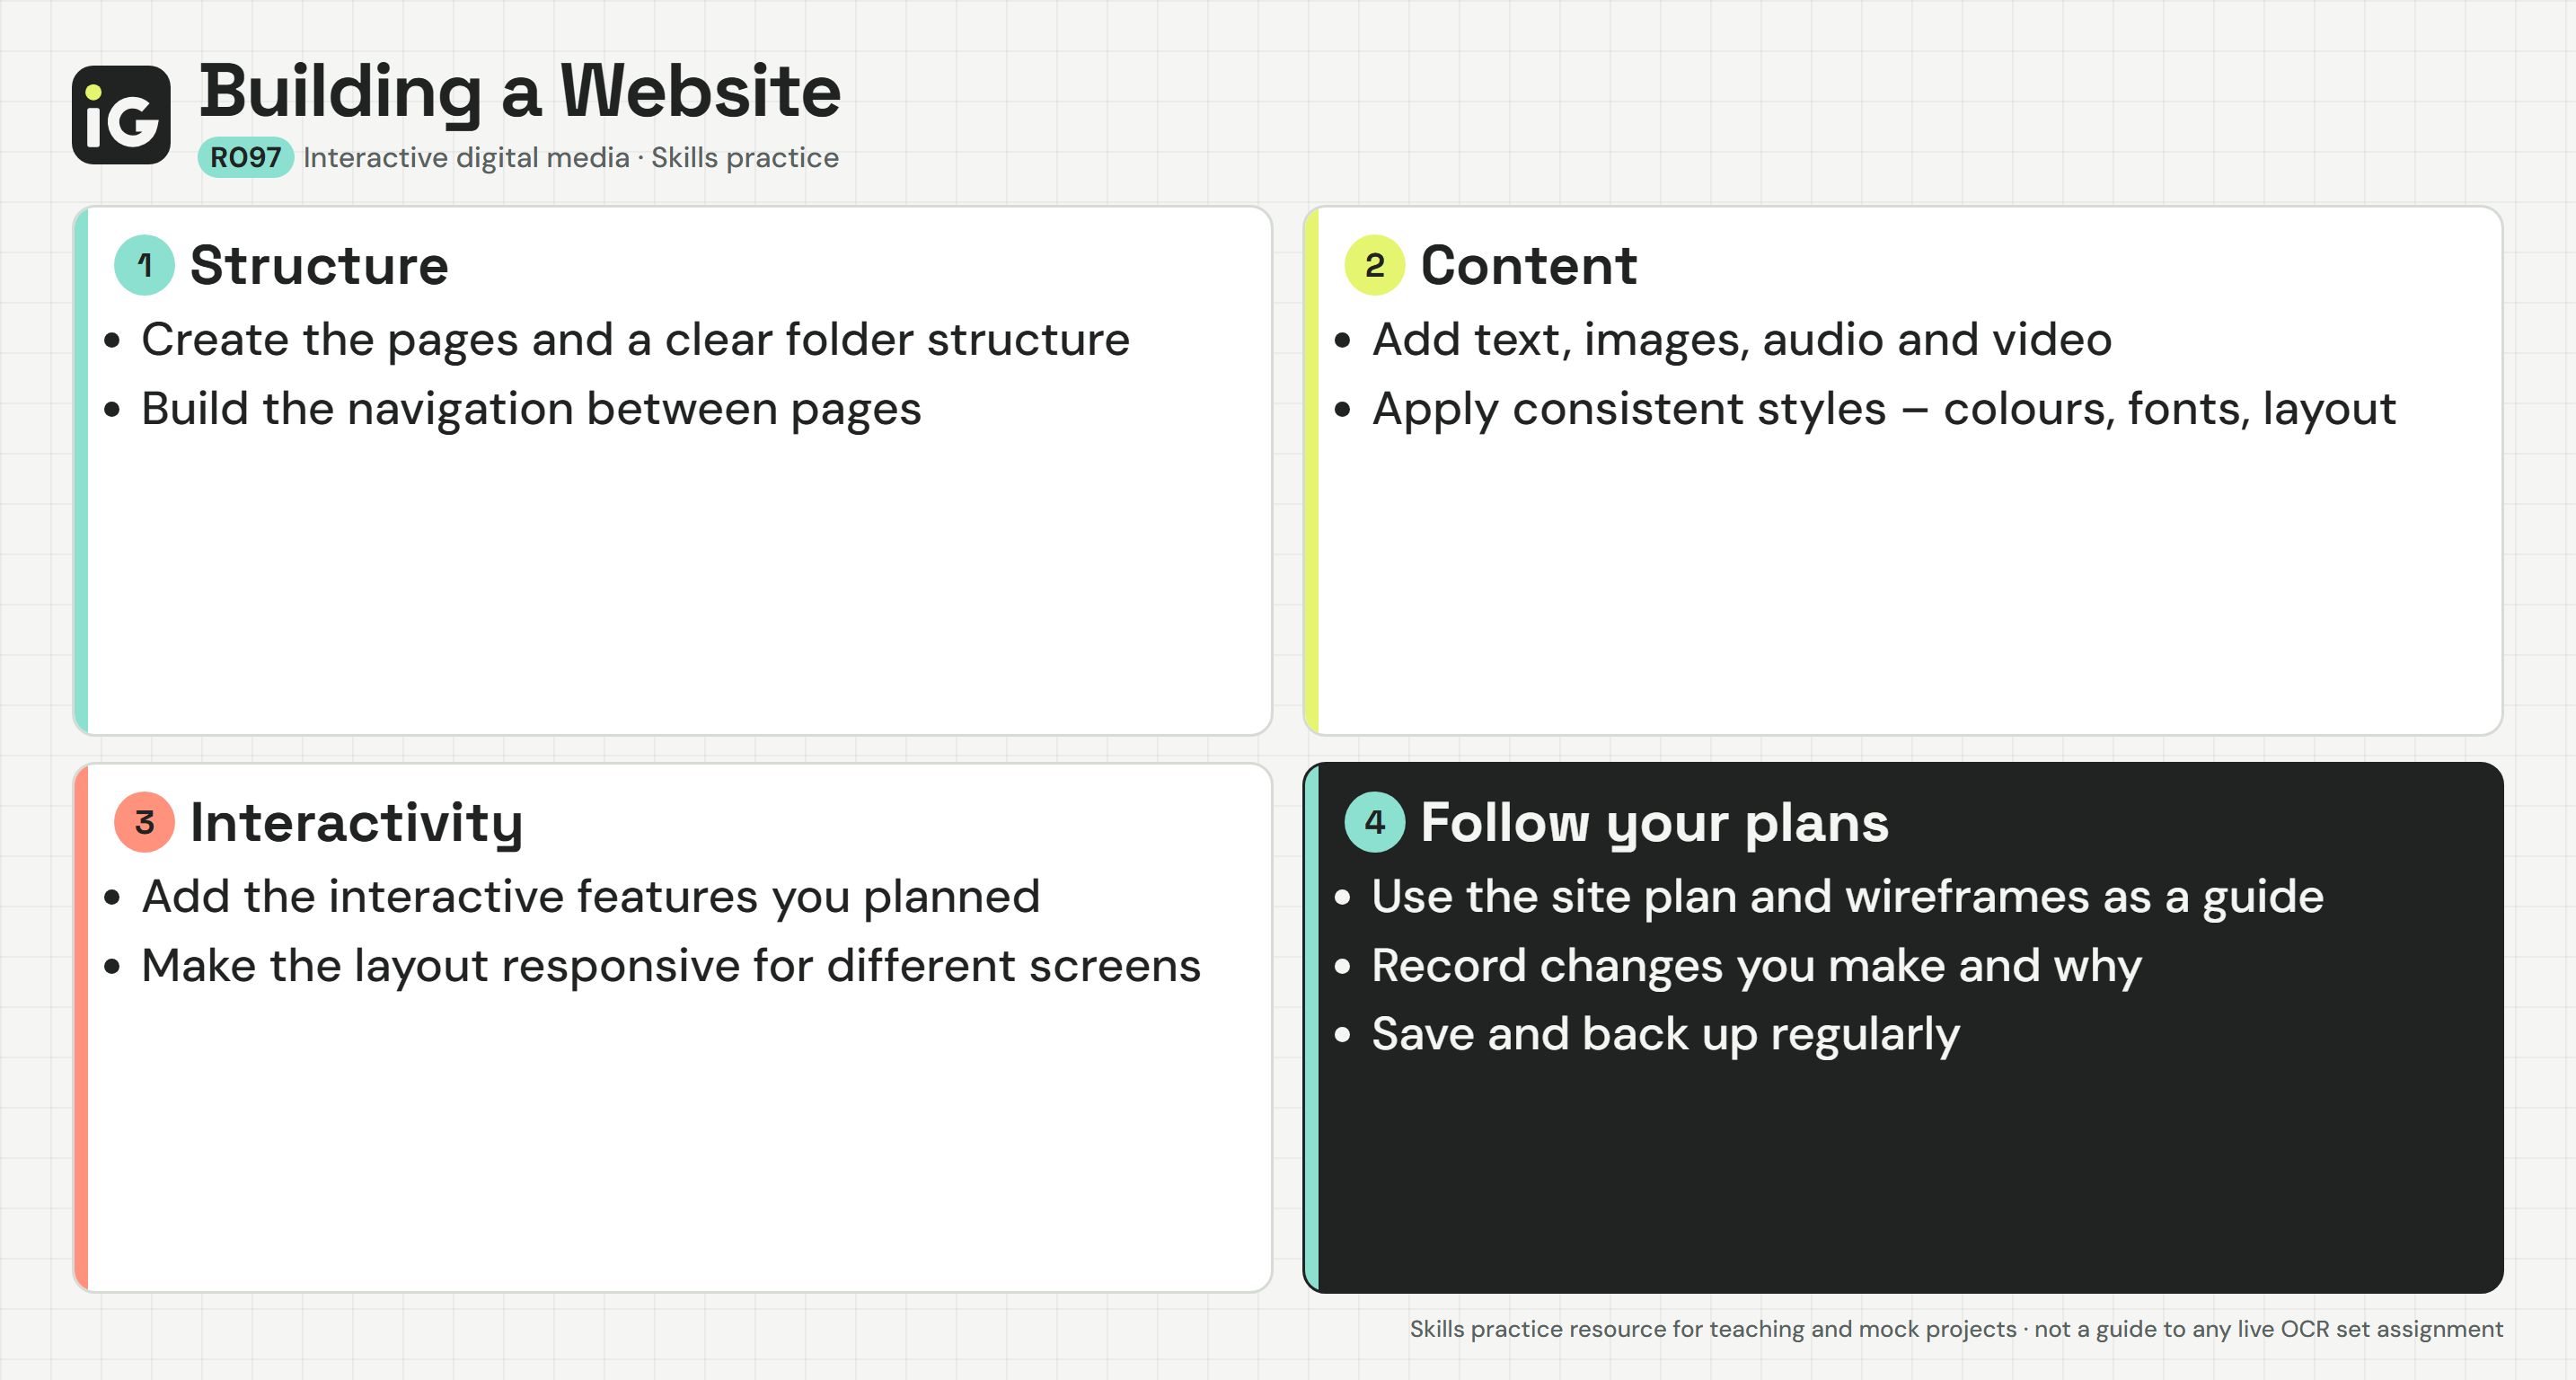 iG
Building a Website
R097 Interactive digital media · Skills practice
1 Structure
• Create the pages and a clear folder structure
• Build the navigation between pages
2 Content
• Add text, images, audio and video
• Apply consistent styles – colours, fonts, layout
3 Interactivity
• Add the interactive features you planned
• Make the layout responsive for different screens
4 Follow your plans
• Use the site plan and wireframes as a guide
• Record changes you make and why
• Save and back up regularly
Skills practice resource for teaching and mock projects · not a guide to any live OCR set assignment